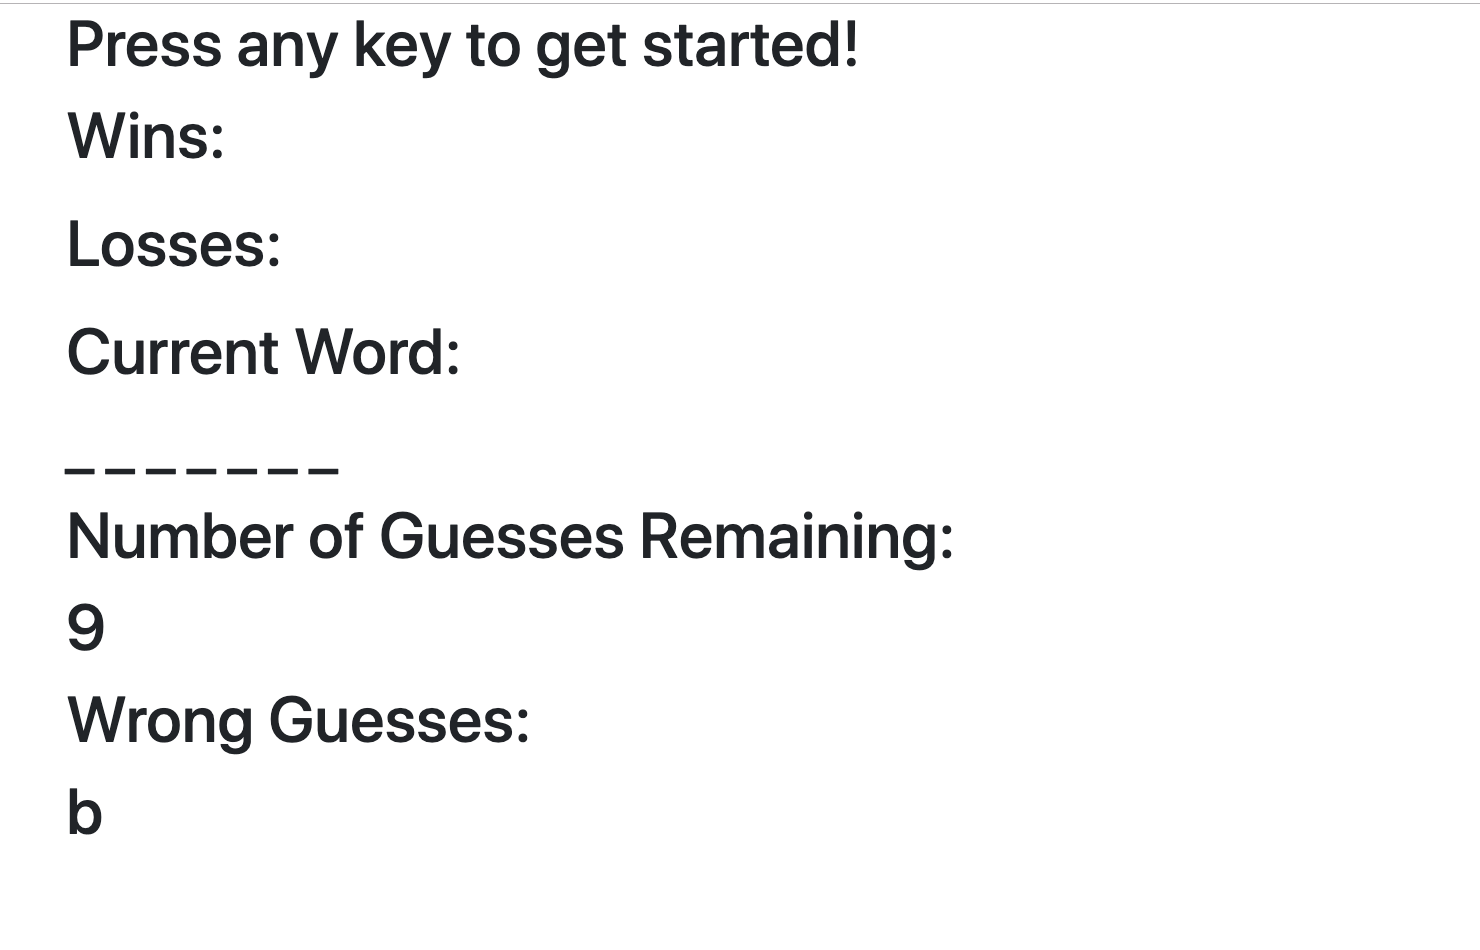 Press any key to get started!
Wins:
Losses:
Current Word:
_ _ _ _ _ _ _
Number of Guesses Remaining:
9
Wrong Guesses:
b